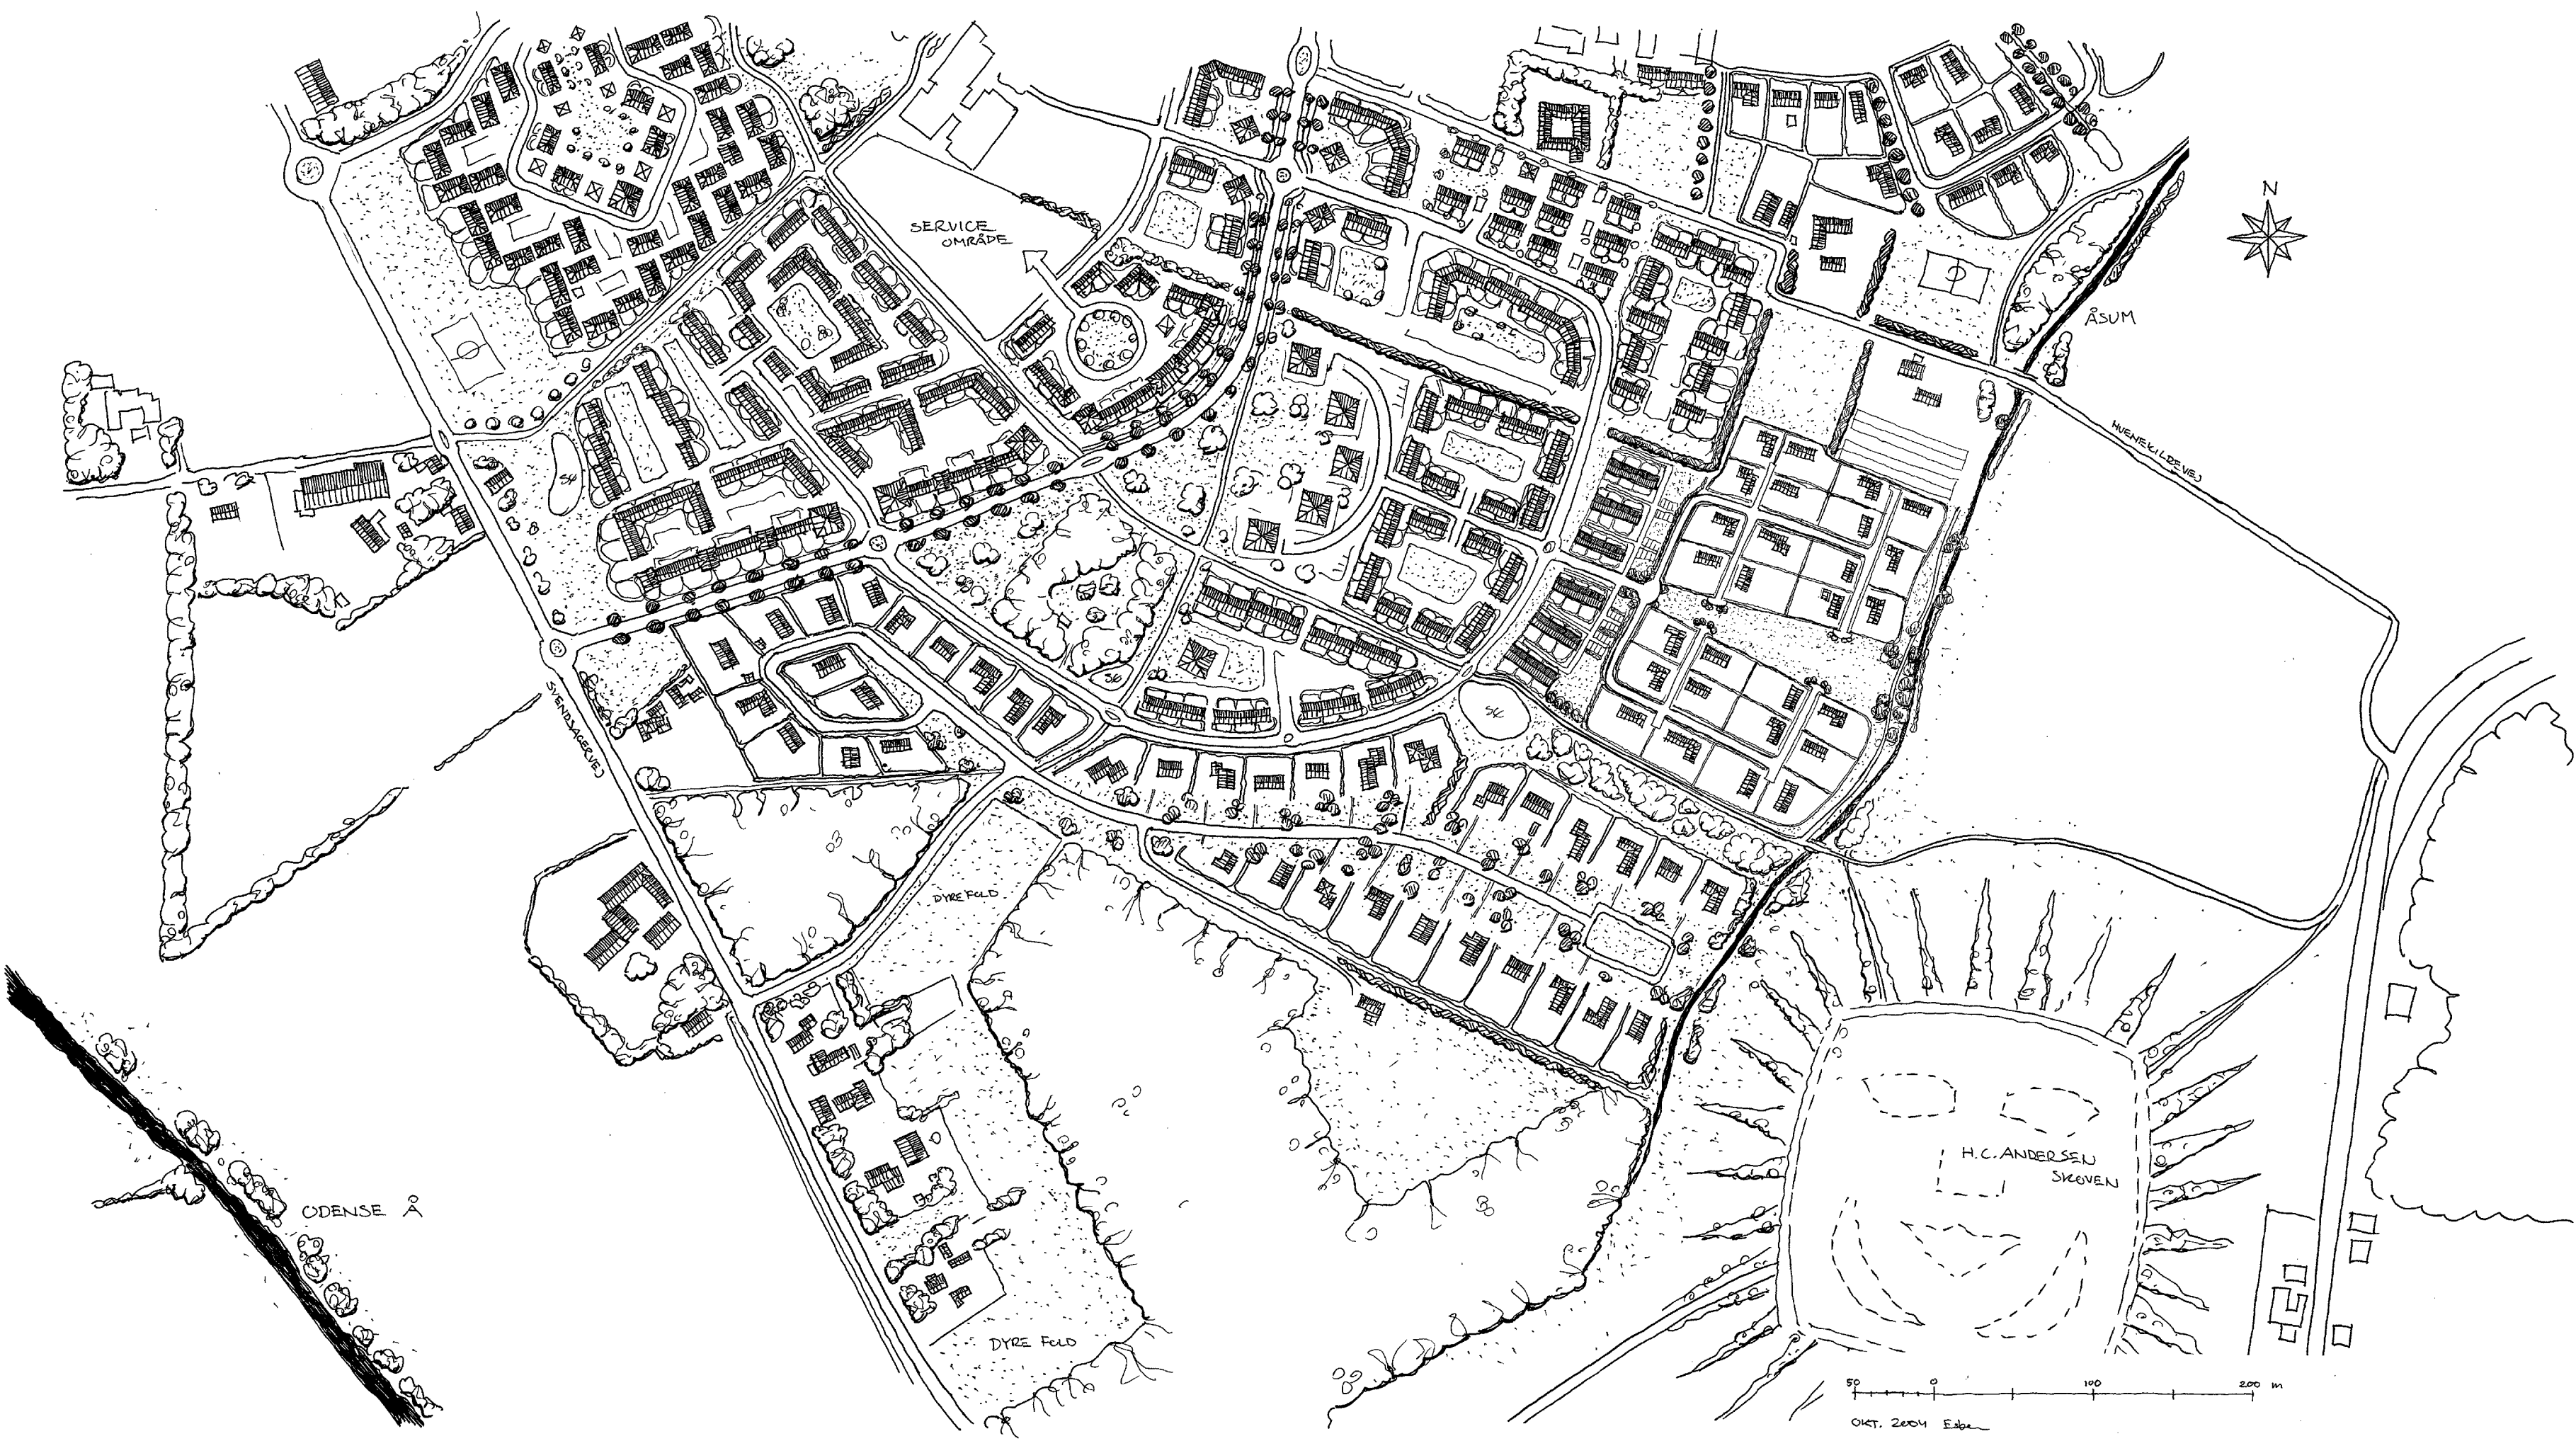 N
SERVICE
OMRÅDE
ÅSUM
HVENEKILDEVEJ
SØ
SØ
SØ
SVENDSAGERVEJ
DYREFOLD
H.C. ANDERSEN
SKOVEN
ODENSE Å
DYRE FOLD
50 0 100 200 m
OKT. 2004 Esben